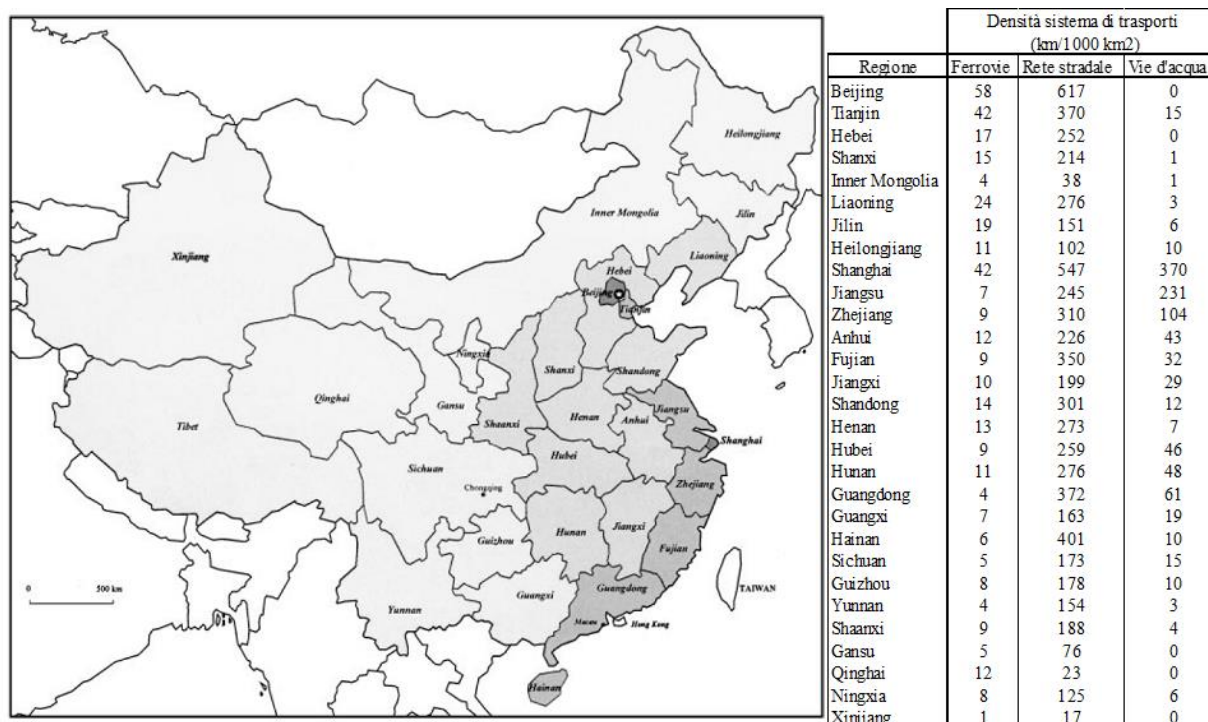 Heilongjiang
Inner Mongolia
Jilin
Xinjiang
Liaoning
Hebei
Beijing
Tianjin
Ningxia
Shanxi
Shandong
Qinghai
Gansu
Shaanxi
Henan
Anhui
Jiangsu
Tibet
Shanghai
Hubei
Sichuan
Zhejiang
Chongqing
Hunan
Jiangxi
Guizhou
Fujian
0 500 km
Guangxi
Guangdong
TAIWAN
Yunnan
Macau
Hong Kong
Hainan
Densità sistema di trasporti
(km/1000 km2)
Regione Ferrovie Rete stradale Vie d'acqua
Beijing 58 617 0
Tianjin 42 370 15
Hebei 17 252 0
Shanxi 15 214 1
Inner Mongolia 4 38 1
Liaoning 24 276 3
Jilin 19 151 6
Heilongjiang 11 102 10
Shanghai 42 547 370
Jiangsu 7 245 231
Zhejiang 9 310 104
Anhui 12 226 43
Fujian 9 350 32
Jiangxi 10 199 29
Shandong 14 301 12
Henan 13 273 7
Hubei 9 259 46
Hunan 11 276 48
Guangdong 4 372 61
Guangxi 7 163 19
Hainan 6 401 10
Sichuan 5 173 15
Guizhou 8 178 10
Yunnan 4 154 3
Shaanxi 9 188 4
Gansu 5 76 0
Qinghai 12 23 0
Ningxia 8 125 6
Xinjiang 1 17 0